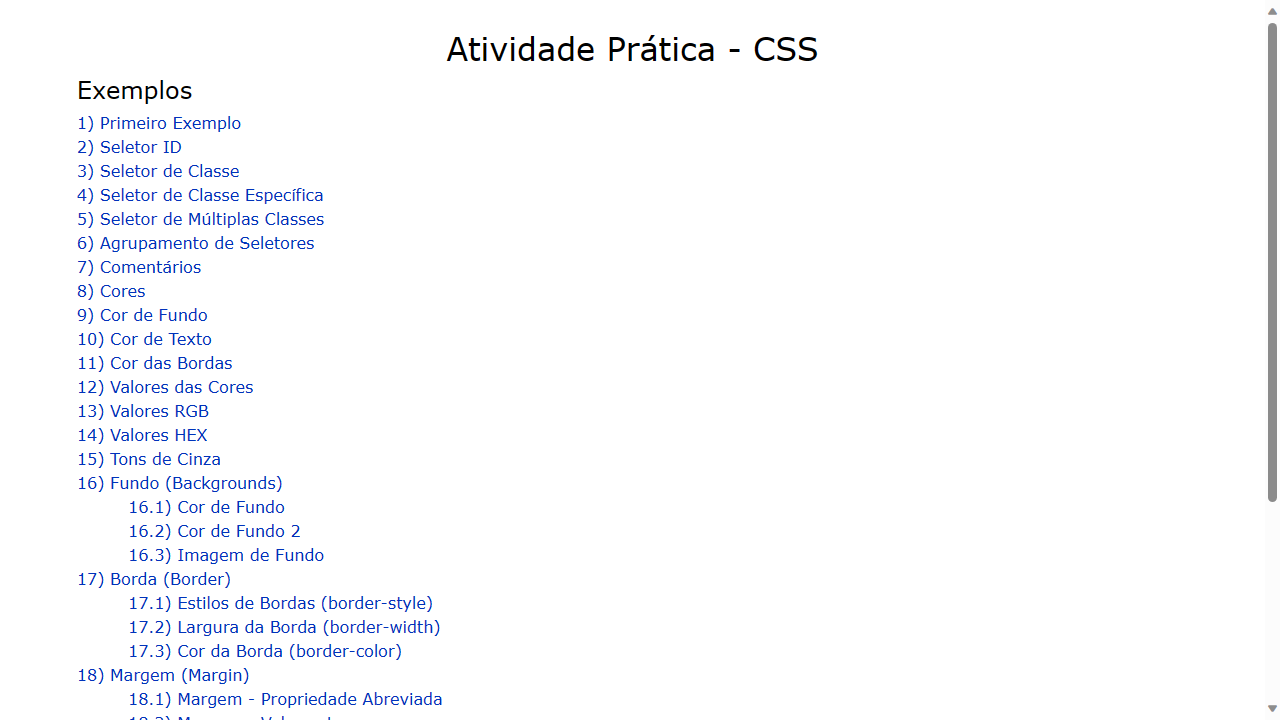 Atividade Prática - CSS
Exemplos
1) Primeiro Exemplo
2) Seletor ID
3) Seletor de Classe
4) Seletor de Classe Específica
5) Seletor de Múltiplas Classes
6) Agrupamento de Seletores
7) Comentários
8) Cores
9) Cor de Fundo
10) Cor de Texto
11) Cor das Bordas
12) Valores das Cores
13) Valores RGB
14) Valores HEX
15) Tons de Cinza
16) Fundo (Backgrounds)
16.1) Cor de Fundo
16.2) Cor de Fundo 2
16.3) Imagem de Fundo
17) Borda (Border)
17.1) Estilos de Bordas (border-style)
17.2) Largura da Borda (border-width)
17.3) Cor da Borda (border-color)
18) Margem (Margin)
18.1) Margem - Propriedade Abreviada